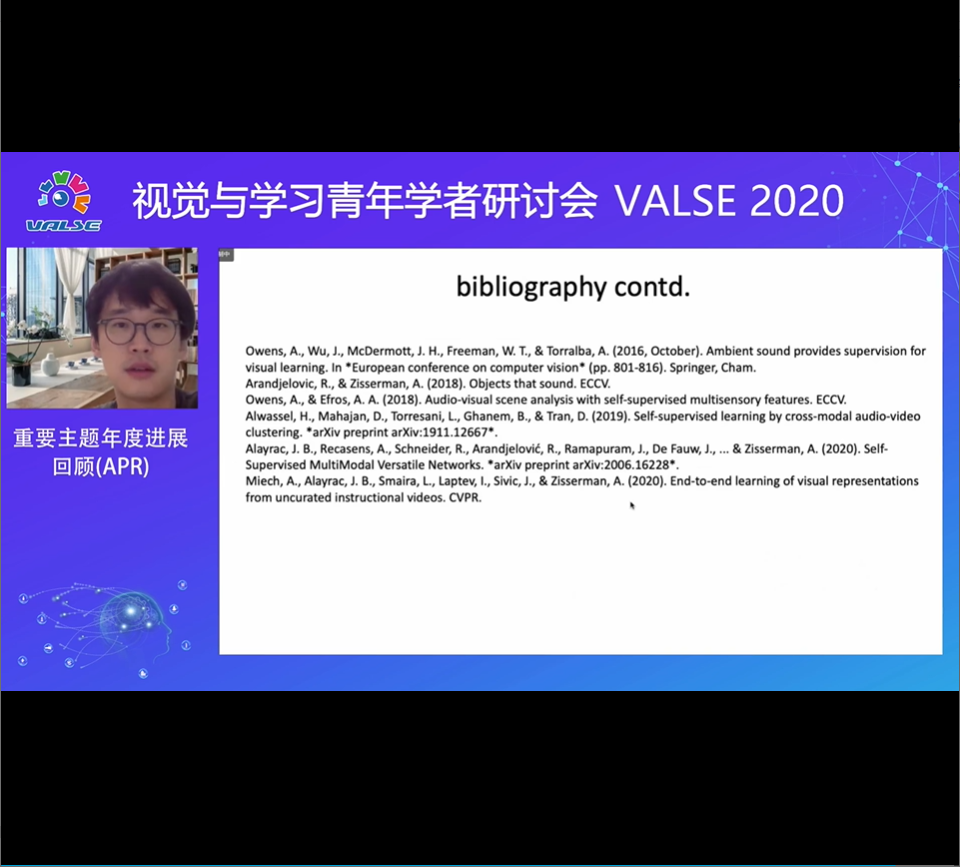 VALSE
视觉与学习青年学者研讨会 VALSE 2020
bibliography contd.
Owens, A., Wu, J., McDermott, J. H., Freeman, W. T., & Torralba, A. (2016, October). Ambient sound provides supervision for
visual learning. In *European conference on computer vision* (pp. 801-816). Springer, Cham.
Arandjelovic, R., & Zisserman, A. (2018). Objects that sound. ECCV.
Owens, A., & Efros, A. A. (2018). Audio-visual scene analysis with self-supervised multisensory features. ECCV.
Alwassel, H., Mahajan, D., Torresani, L., Ghanem, B., & Tran, D. (2019). Self-supervised learning by cross-modal audio-video
clustering. *arXiv preprint arXiv:1911.12667*.
Alayrac, J. B., Recasens, A., Schneider, R., Arandjelović, R., Ramapuram, J., De Fauw, J., ... & Zisserman, A. (2020). Self-
Supervised MultiModal Versatile Networks. *arXiv preprint arXiv:2006.16228*.
Miech, A., Alayrac, J. B., Smaira, L., Laptev, I., Sivic, J., & Zisserman, A. (2020). End-to-end learning of visual representations
from uncurated instructional videos. CVPR.
重要主题年度进展
回顾(APR)